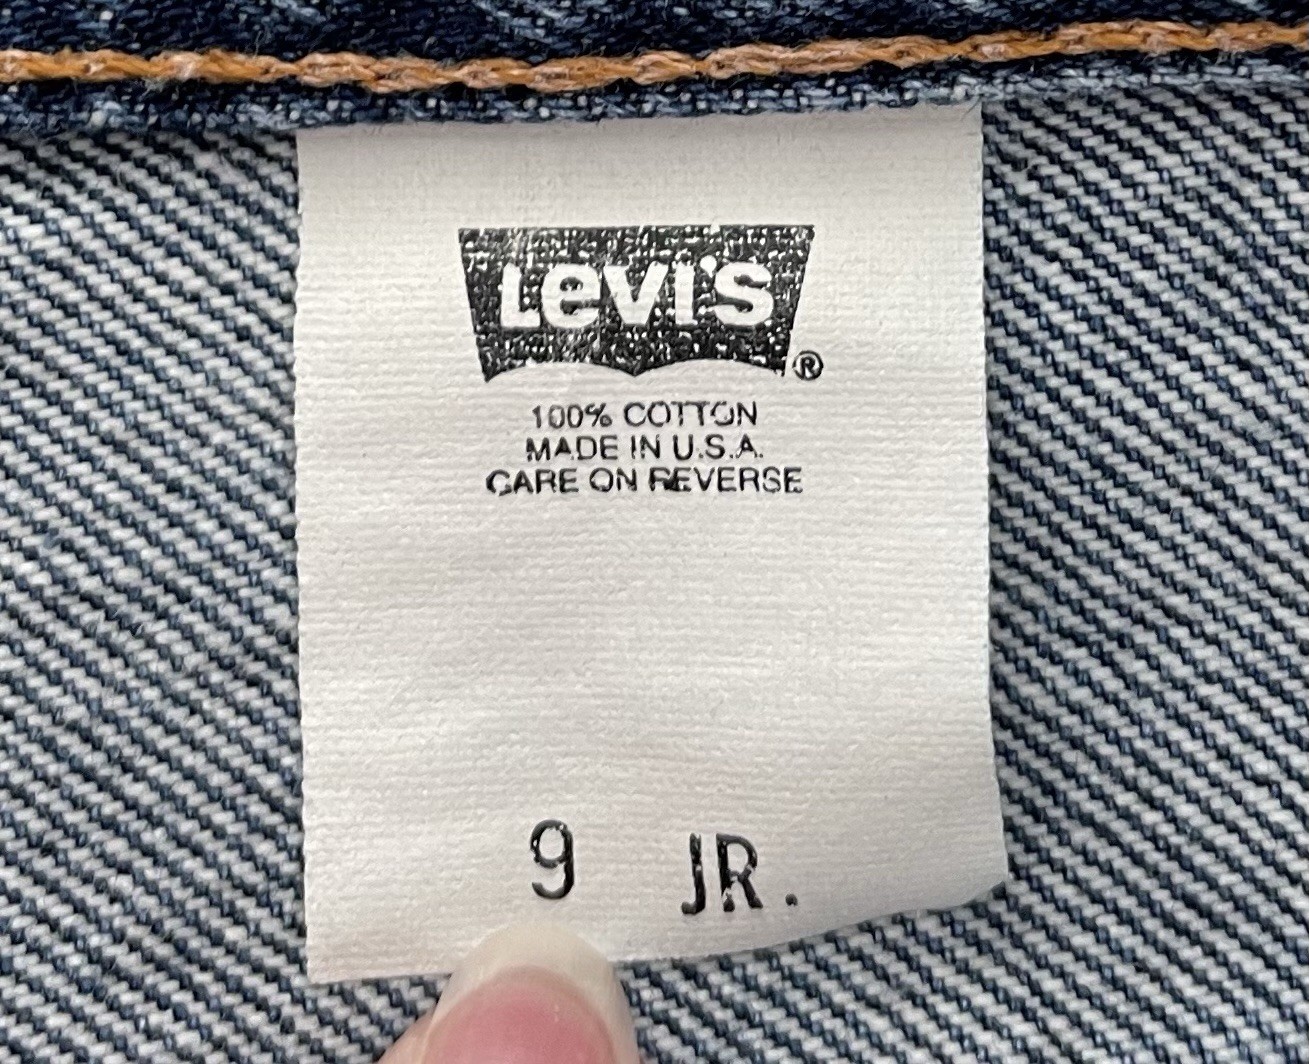 Levi's
®
100% COTTON
MADE IN U.S.A.
CARE ON REVERSE
9 JR.